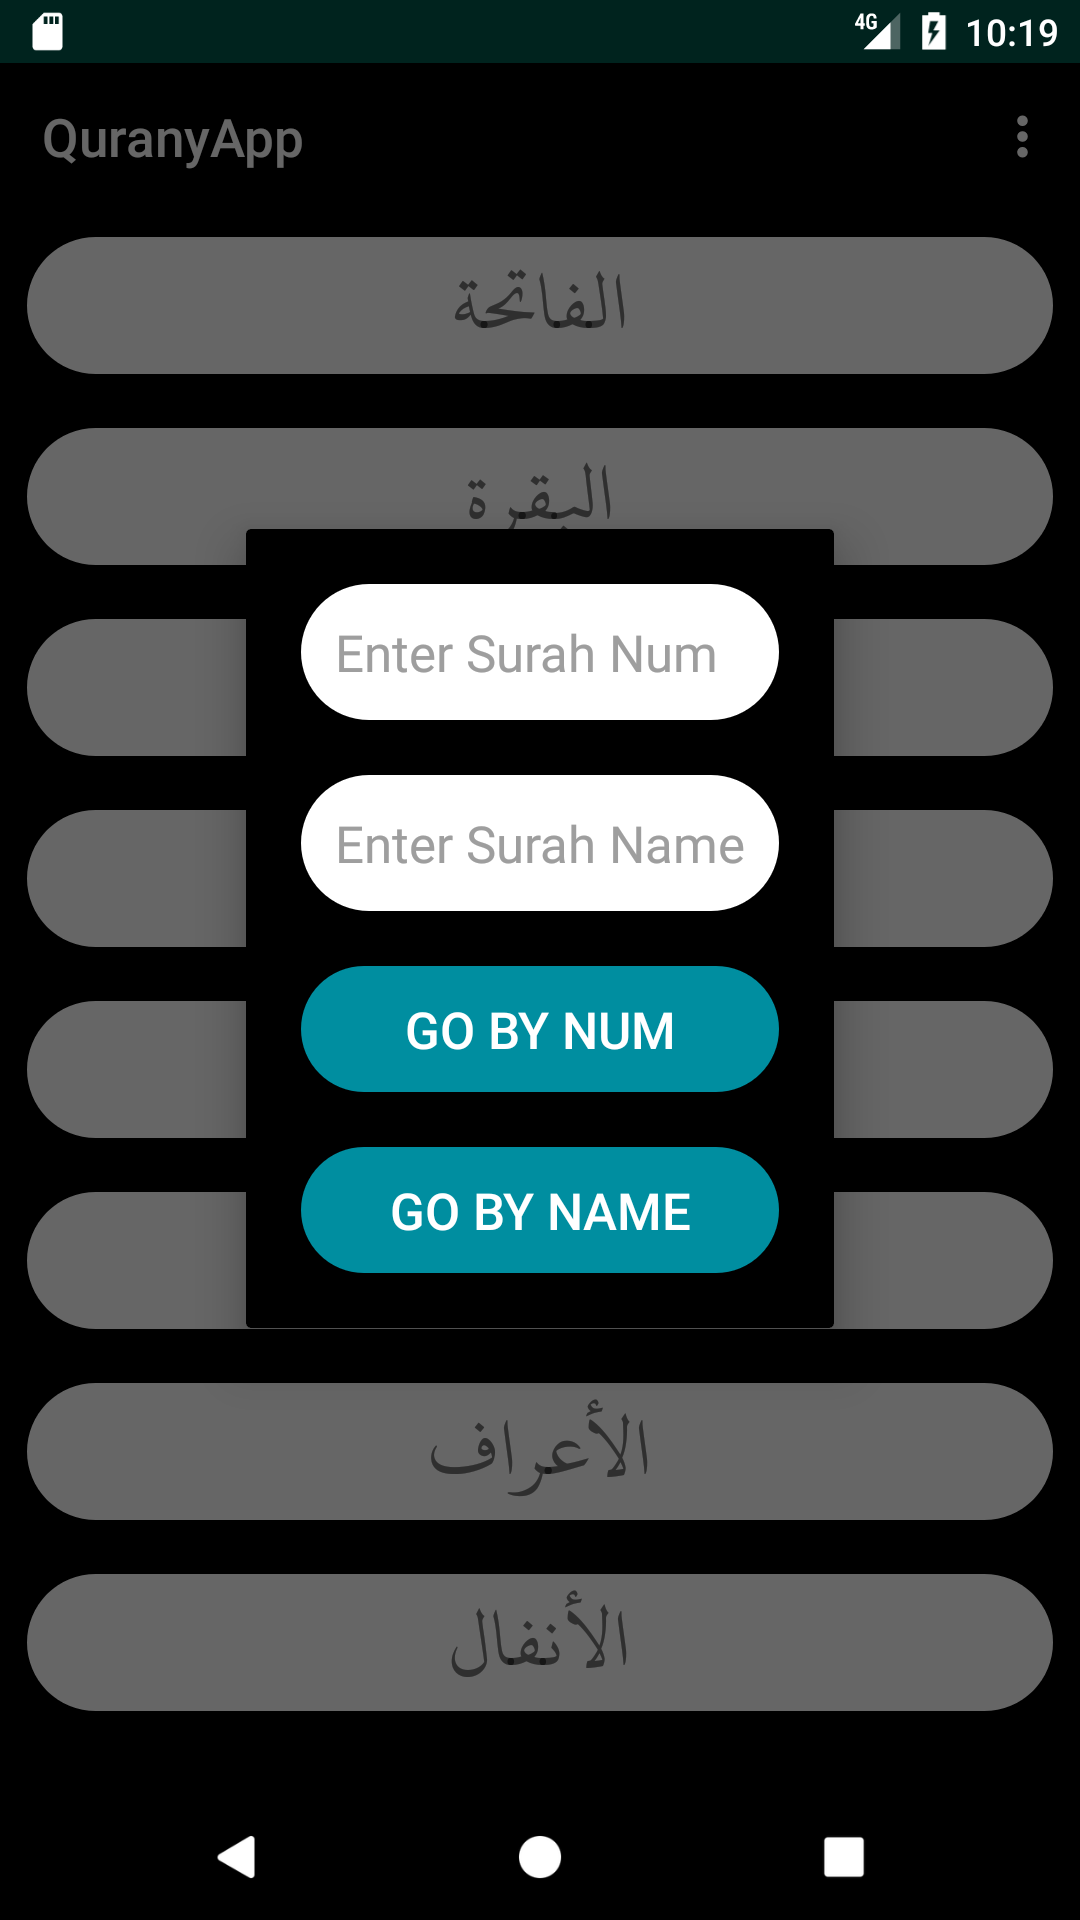 4G 10:19
QuranyApp
الفاتحة
البقرة
Enter Surah Num
Enter Surah Name
GO BY NUM
GO BY NAME
الأعراف
الأنفال